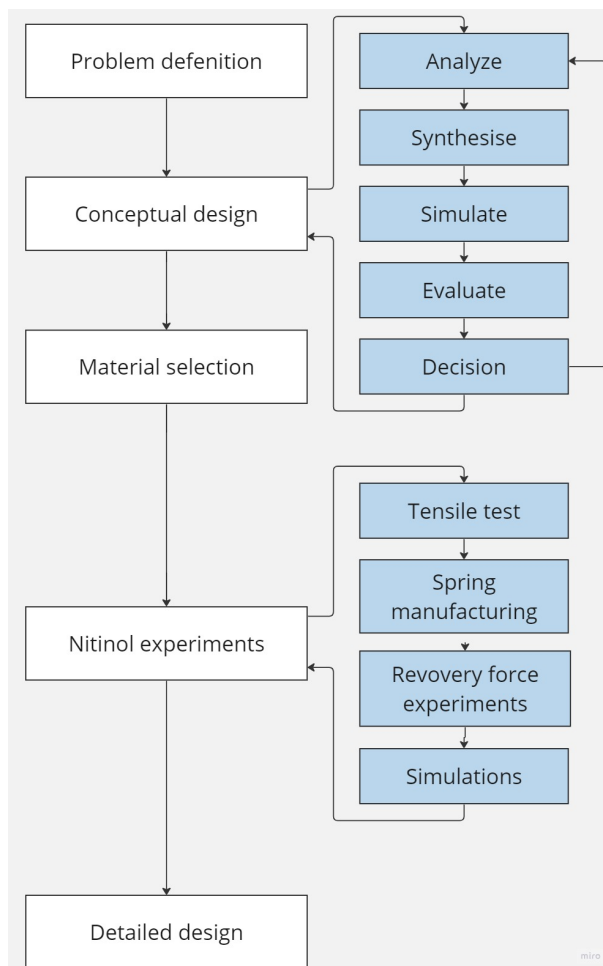 Problem defenition
Conceptual design
Material selection
Nitinol experiments
Detailed design
Analyze
Synthesise
Simulate
Evaluate
Decision
Tensile test
Spring
manufacturing
Revovery force
experiments
Simulations
miro